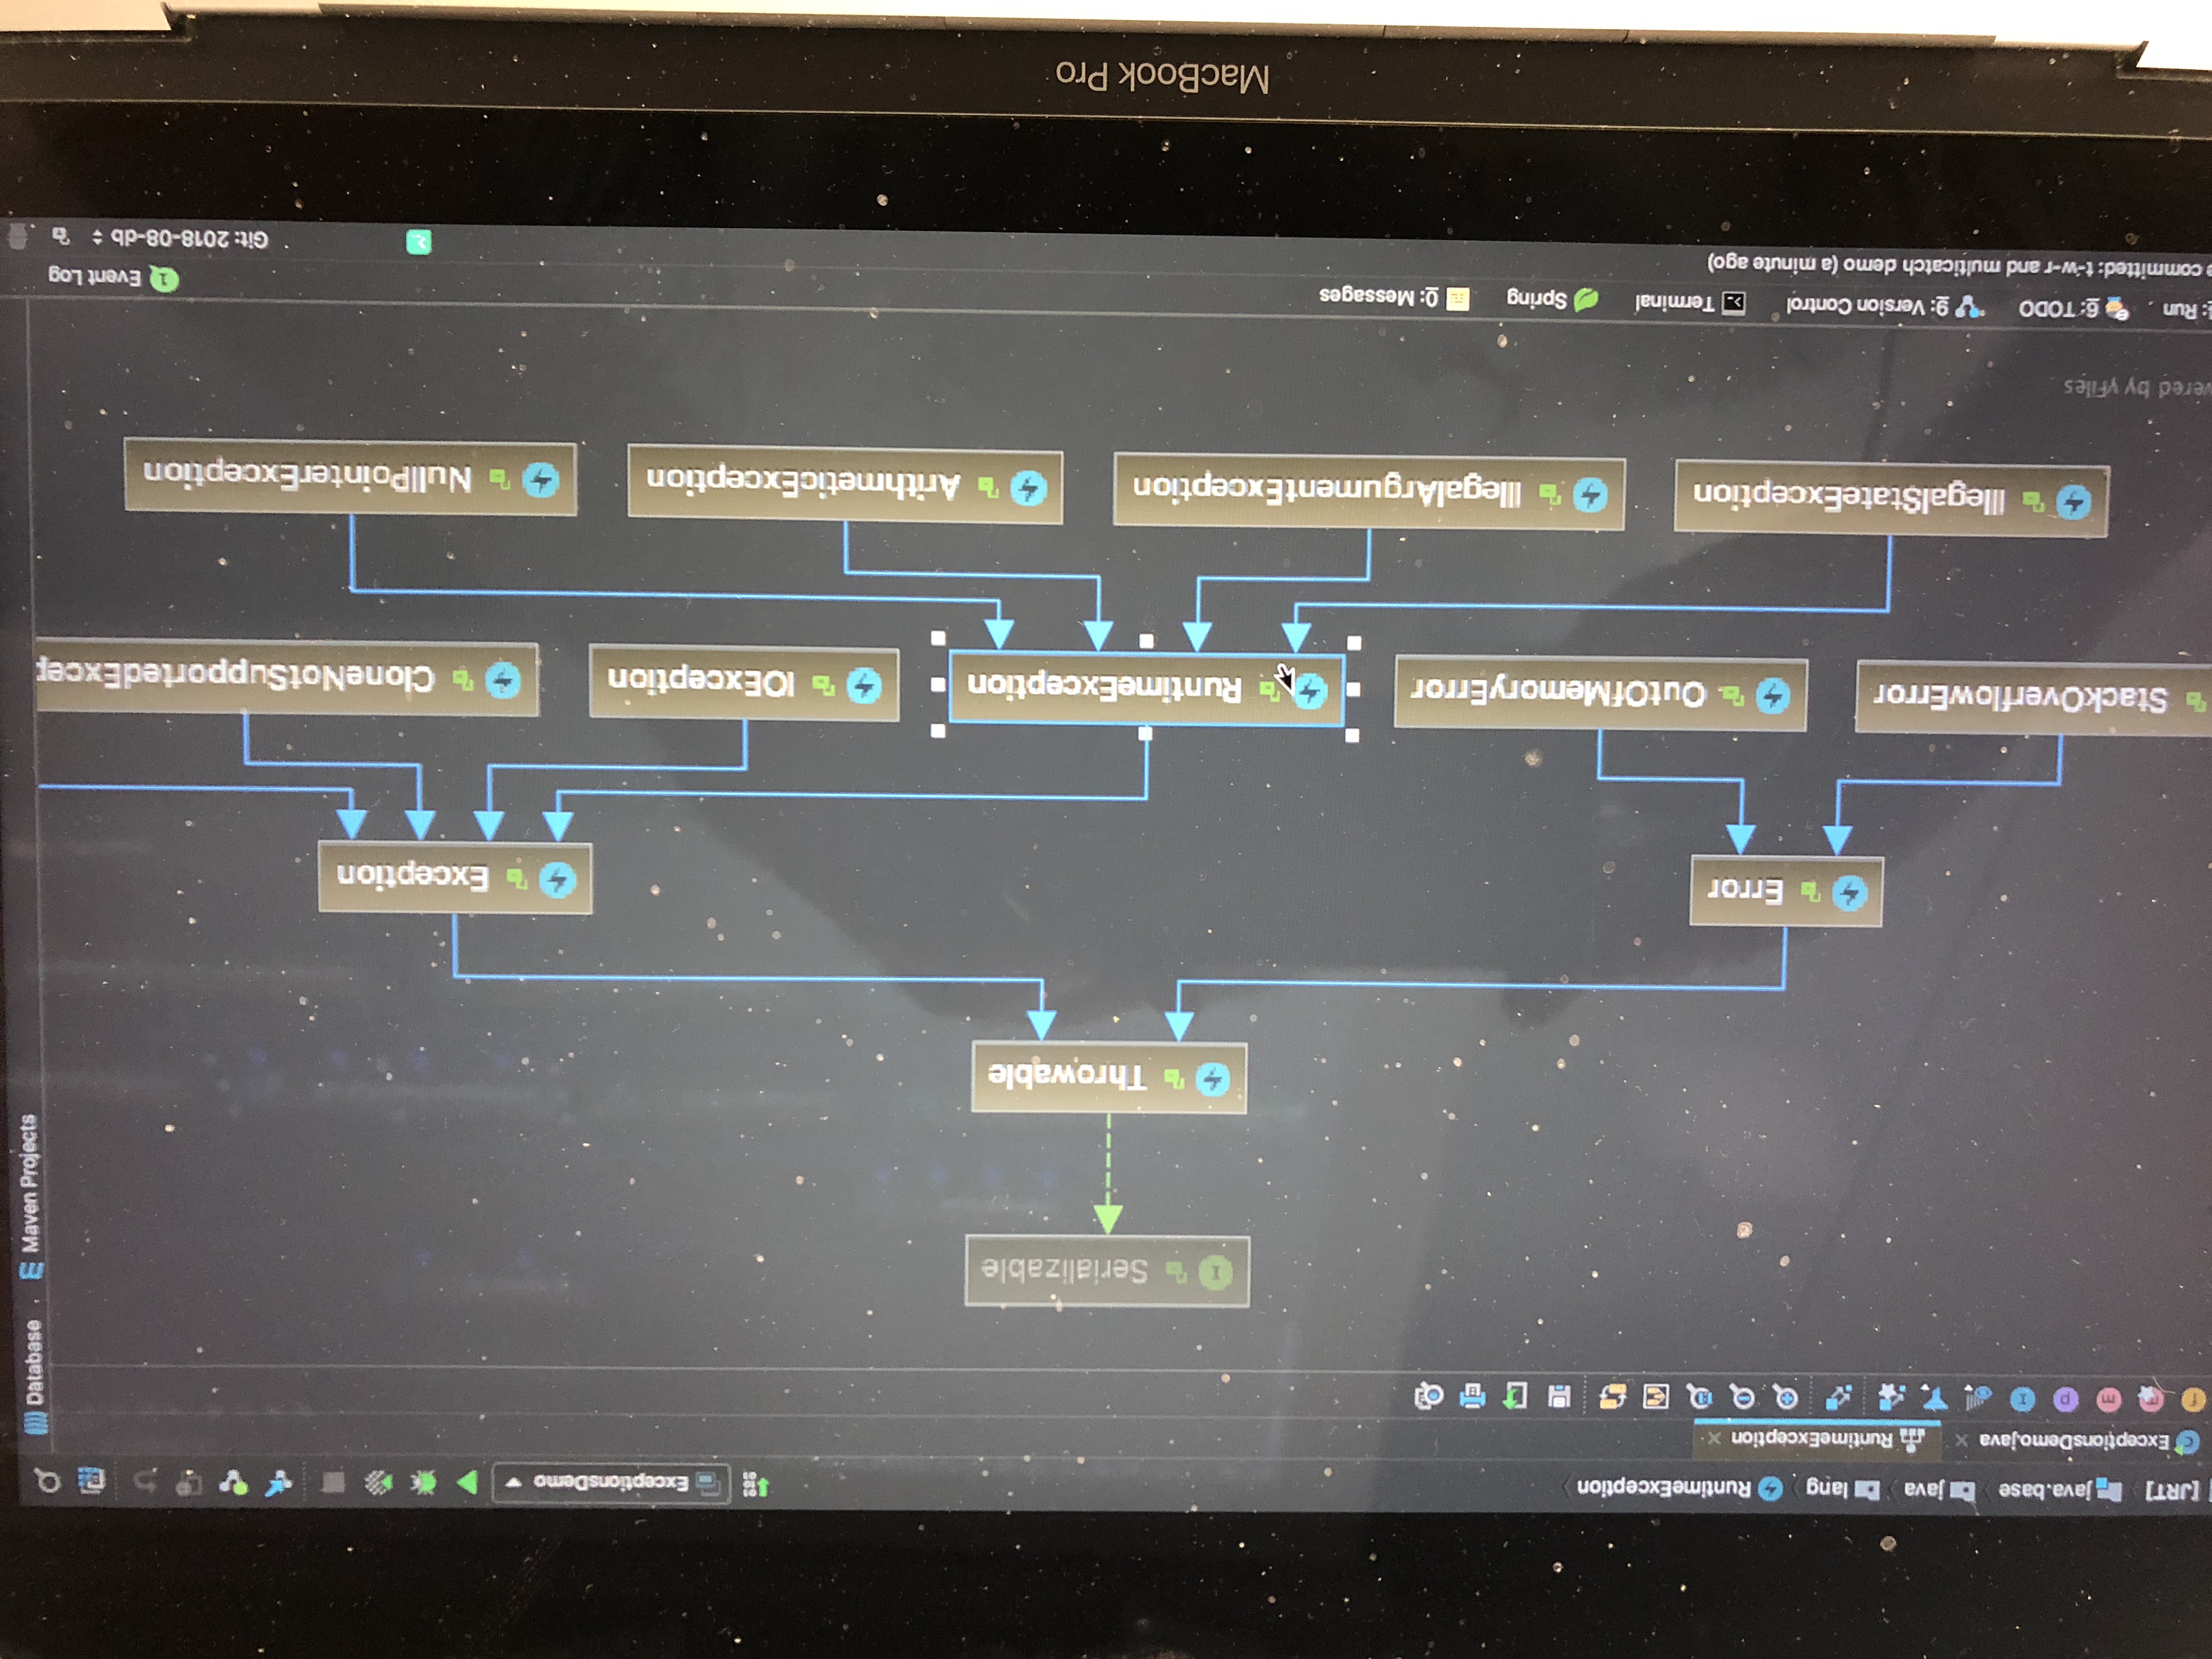 [JRT] java.base java lang RuntimeException ExceptionsDemo
ExceptionsDemo.java RuntimeException
f m p I
Database
m Maven Projects
I Serializable
Throwable
Error
Exception
StackOverflowError
OutOfMemoryError
RuntimeException
IOException
CloneNotSupportedExcep
IllegalStateException
IllegalArgumentException
ArithmeticException
NullPointerException
vered by yFiles
: Run 6: TODO 9: Version Control Terminal Spring 0: Messages
1 Event Log
committed: t-w-r and multicatch demo (a minute ago)
Git: 2018-08-db
MacBook Pro